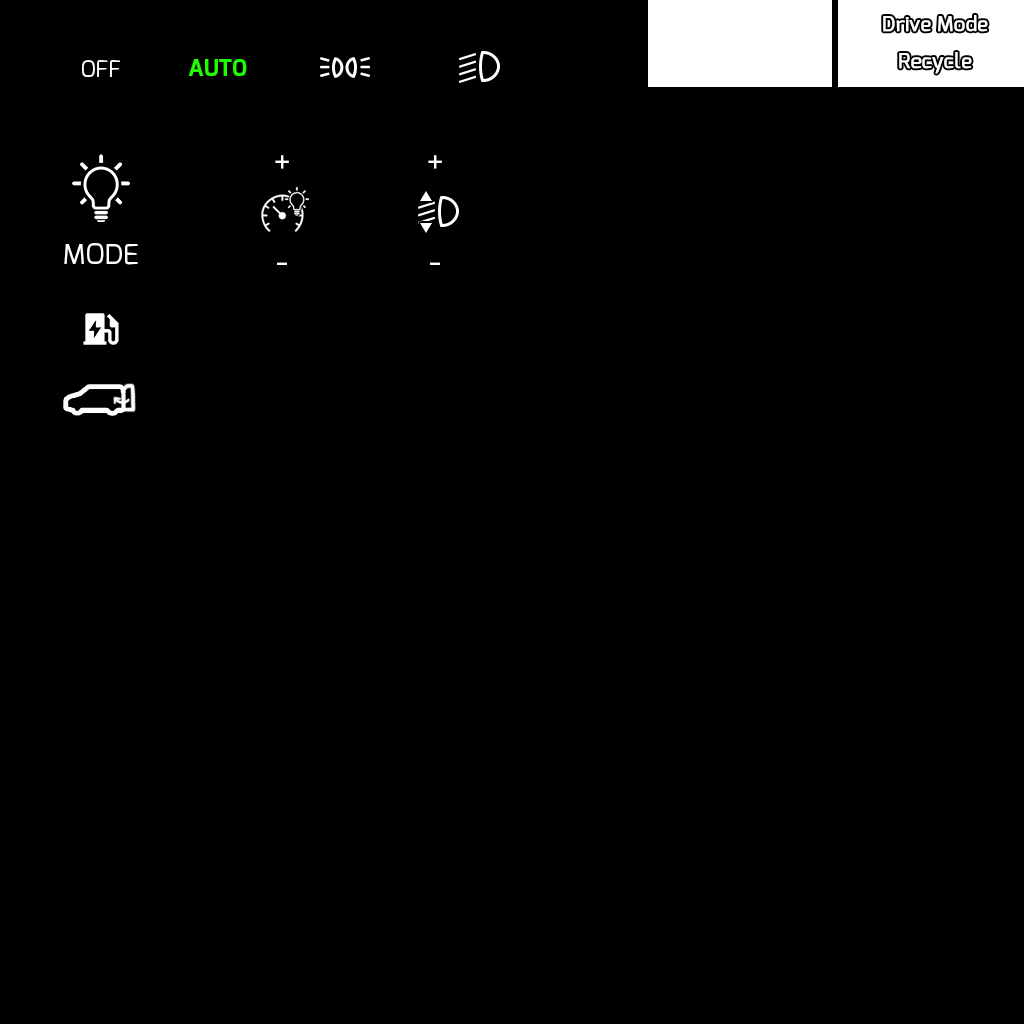 OFF
AUTO
Drive Mode
Recycle
+
+
MODE
-
-